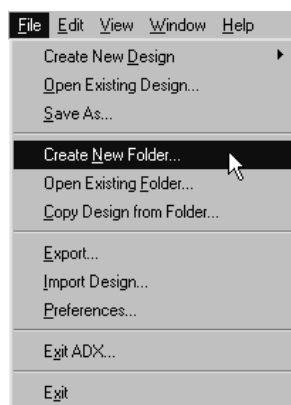 File Edit View Window Help
Create New Design
Open Existing Design...
Save As...
Create New Folder...
Open Existing Folder...
Copy Design from Folder...
Export...
Import Design...
Preferences...
Exit ADX...
Exit